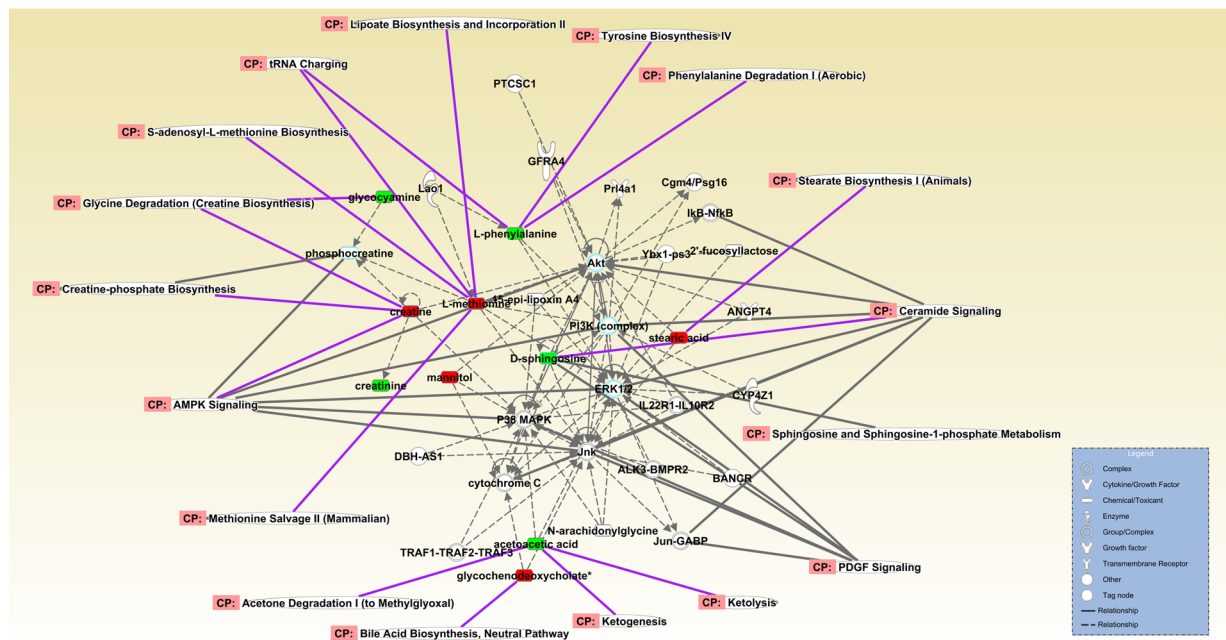 CP: Lipoate Biosynthesis and Incorporation II
CP: Tyrosine Biosynthesis IV
CP: tRNA Charging
CP: Phenylalanine Degradation I (Aerobic)
PTCSC1
CP: S-adenosyl-L-methionine Biosynthesis
GFRA4
CP: Stearate Biosynthesis I (Animals)
Cgm4/Psg16
Lao1
Prl4a1
glycocyamine
CP: Glycine Degradation (Creatine Biosynthesis)
IkB-NfkB
L-phenylalanine
phosphocreatine
Ybx1-ps3
2'-fucosyllactose
Akt
CP: Creatine-phosphate Biosynthesis
15-epi-lipoxin A4
L-methionine
creatine
ANGPT4
CP: Ceramide Signaling
PI3K (complex)
stearic acid
D-sphingosine
mannitol
creatinine
ERK1/2
CYP4Z1
CP: AMPK Signaling
IL22R1-IL10R2
P38 MAPK
CP: Sphingosine and Sphingosine-1-phosphate Metabolism
DBH-AS1
Jnk
ALK3-BMPR2
BANCR
cytochrome C
CP: Methionine Salvage II (Mammalian)
N-arachidonylglycine
Jun-GABP
acetoacetic acid
TRAF1-TRAF2-TRAF3
CP: PDGF Signaling
glycochenodeoxycholate*
CP: Acetone Degradation I (to Methylglyoxal)
CP: Ketolysis
CP: Ketogenesis
CP: Bile Acid Biosynthesis, Neutral Pathway
Legend
Complex
Cytokine/Growth Factor
Chemical/Toxicant
Enzyme
Group/Complex
Growth factor
Transmembrane Receptor
Other
Tag node
Relationship
Relationship